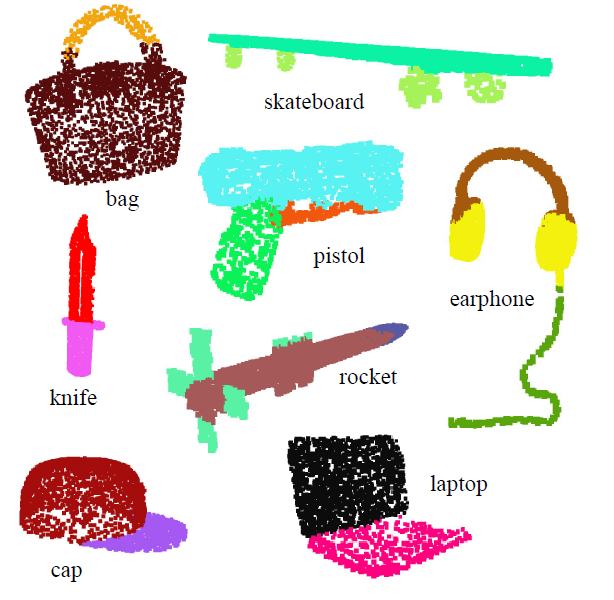 skateboard
bag
pistol
earphone
rocket
knife
laptop
cap